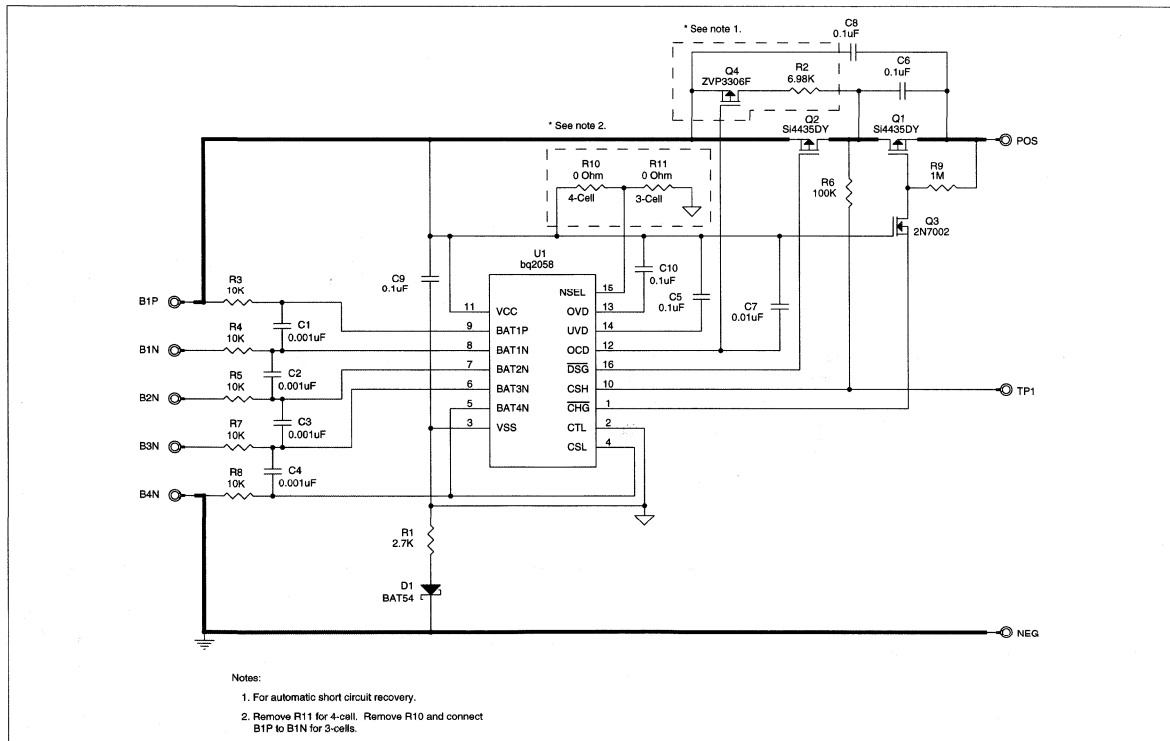 * See note 1.
C8
0.1uF
Q4
ZVP3306F
R2
6.98K
C6
0.1uF
* See note 2.
Q2
Si4435DY
Q1
Si4435DY
POS
R10
0 Ohm
4-Cell
R11
0 Ohm
3-Cell
R6
100K
R9
1M
Q3
2N7002
U1
bq2058
C9
0.1uF
C10
0.1uF
C5
0.1uF
C7
0.01uF
B1P
R3
10K
C1
0.001uF
B1N
R4
10K
C2
0.001uF
B2N
R5
10K
C3
0.001uF
B3N
R7
10K
C4
0.001uF
B4N
R8
10K
11 VCC
9 BAT1P
8 BAT1N
7 BAT2N
6 BAT3N
5 BAT4N
3 VSS
NSEL 15
OVD 13
UVD 14
OCD 12
DSG 16
CSH 10
CHG 1
CTL 2
CSL 4
TP1
R1
2.7K
D1
BAT54
NEG
Notes:
1. For automatic short circuit recovery.
2. Remove R11 for 4-cell. Remove R10 and connect
B1P to B1N for 3-cells.